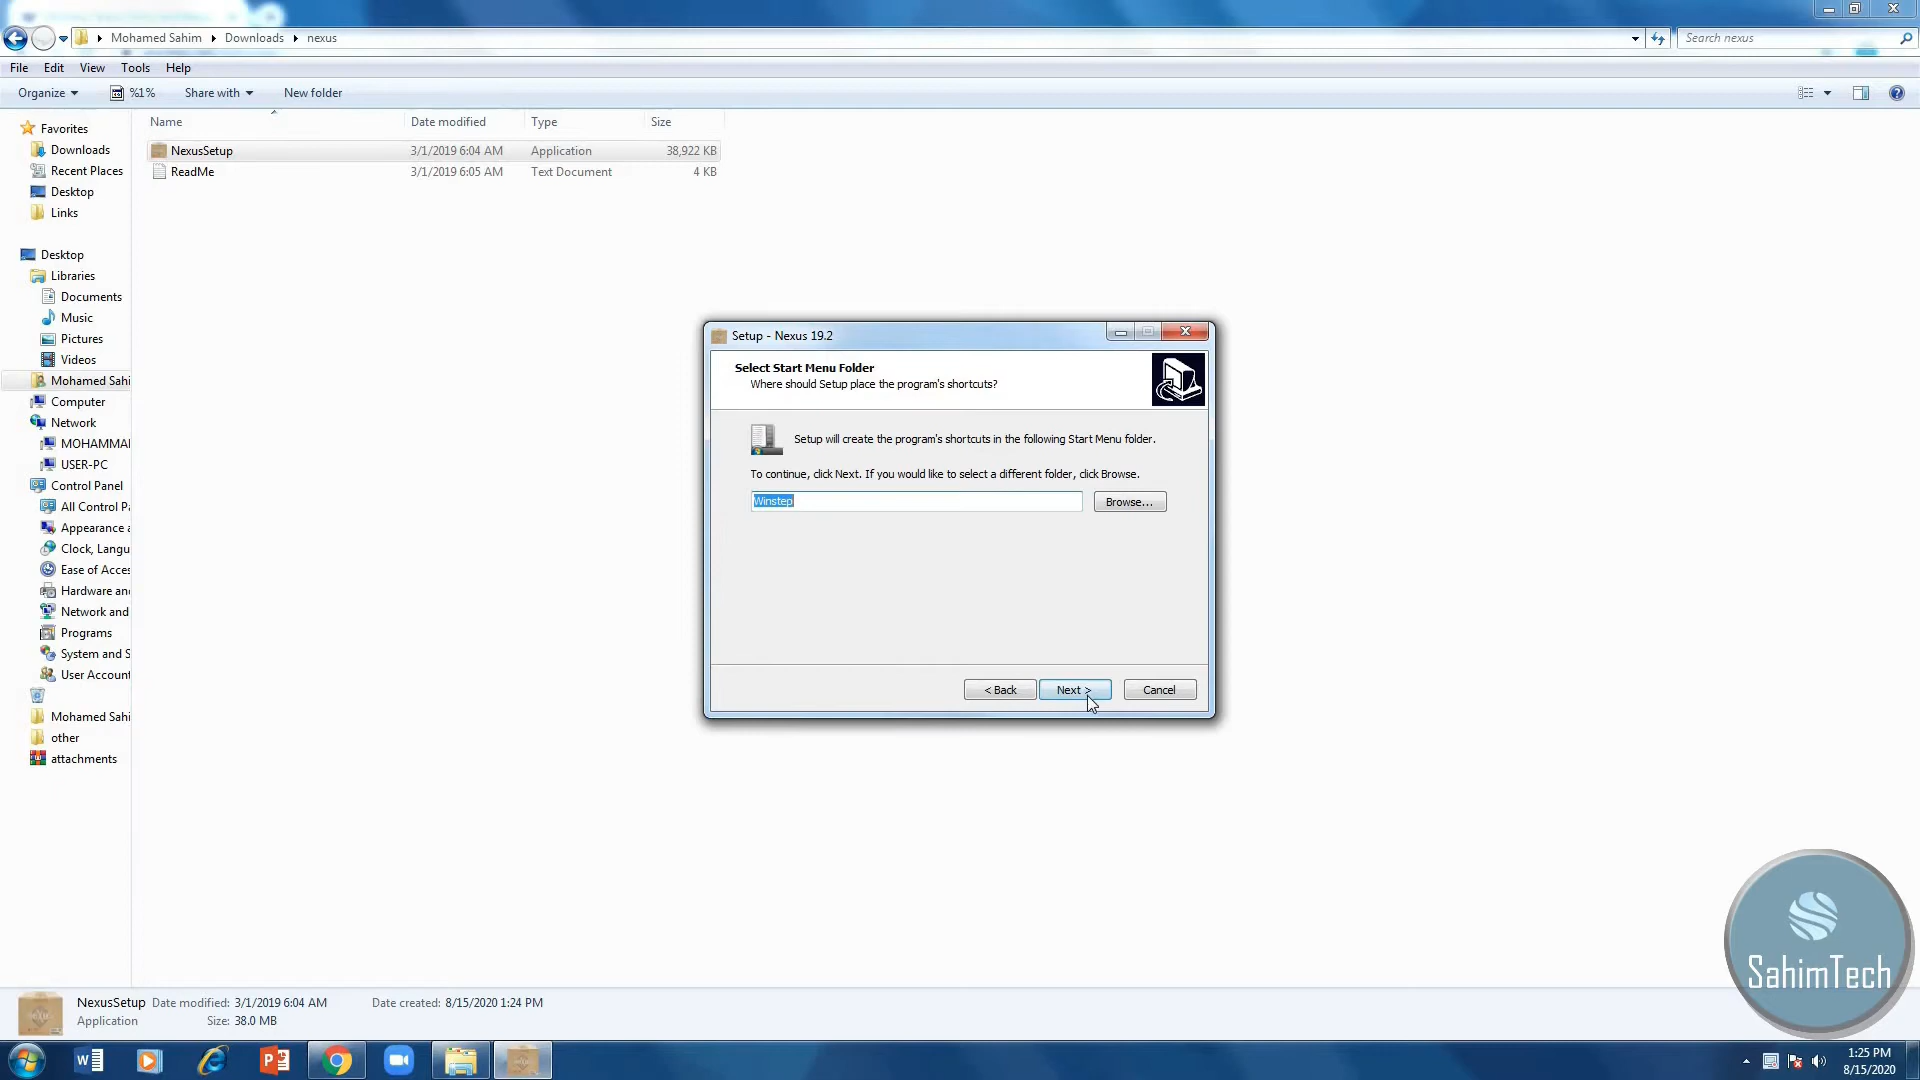 Mohamed Sahim Downloads nexus
Search nexus
File Edit View Tools Help
Organize %1% Share with New folder
Name Date modified Type Size
NexusSetup 3/1/2019 6:04 AM Application 38,922 KB
ReadMe 3/1/2019 6:05 AM Text Document 4 KB
Favorites
Downloads
Recent Places
Desktop
Links
Desktop
Libraries
Documents
Music
Pictures
Videos
Mohamed Sahi
Computer
Network
MOHAMMAI
USER-PC
Control Panel
All Control Pa
Appearance a
Clock, Langu
Ease of Acces
Hardware and
Network and
Programs
System and S
User Account
Mohamed Sahi
other
attachments
Setup - Nexus 19.2
Select Start Menu Folder
Where should Setup place the program's shortcuts?
Setup will create the program's shortcuts in the following Start Menu folder.
To continue, click Next. If you would like to select a different folder, click Browse.
Winstep
Browse...
< Back Next > Cancel
SahimTech
NexusSetup Date modified: 3/1/2019 6:04 AM Date created: 8/15/2020 1:24 PM
Application Size: 38.0 MB
1:25 PM
8/15/2020